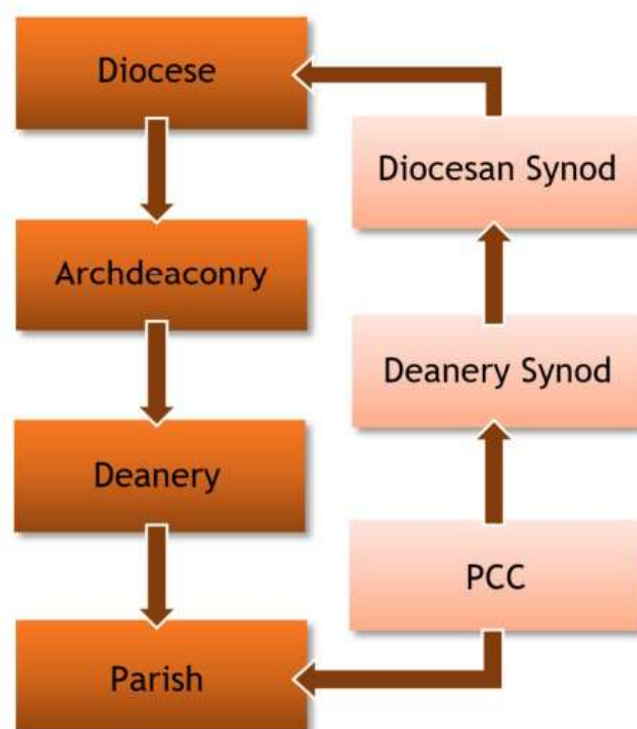 Diocese
Archdeaconry
Deanery
Parish
Diocesan Synod
Deanery Synod
PCC